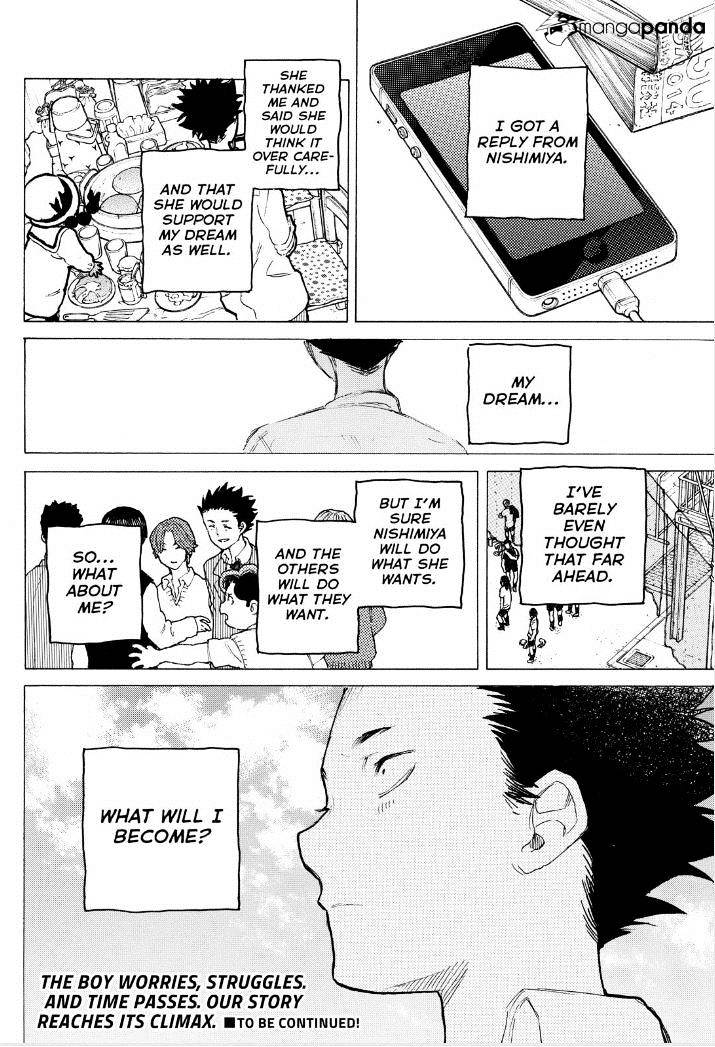 mangapanda
I GOT A
REPLY FROM
NISHIMIYA.
SHE
THANKED
ME AND
SAID SHE
WOULD
THINK IT
OVER CARE-
FULLY...
AND THAT
SHE WOULD
SUPPORT
MY DREAM
AS WELL.
MY
DREAM...
I'VE
BARELY
EVEN
THOUGHT
THAT FAR
AHEAD.
BUT I'M
SURE
NISHIMIYA
WILL DO
WHAT SHE
WANTS.
AND THE
OTHERS
WILL DO
WHAT THEY
WANT.
SO...
WHAT
ABOUT
ME?
WHAT WILL I
BECOME?
THE BOY WORRIES, STRUGGLES.
AND TIME PASSES. OUR STORY
REACHES ITS CLIMAX. ■TO BE CONTINUED!